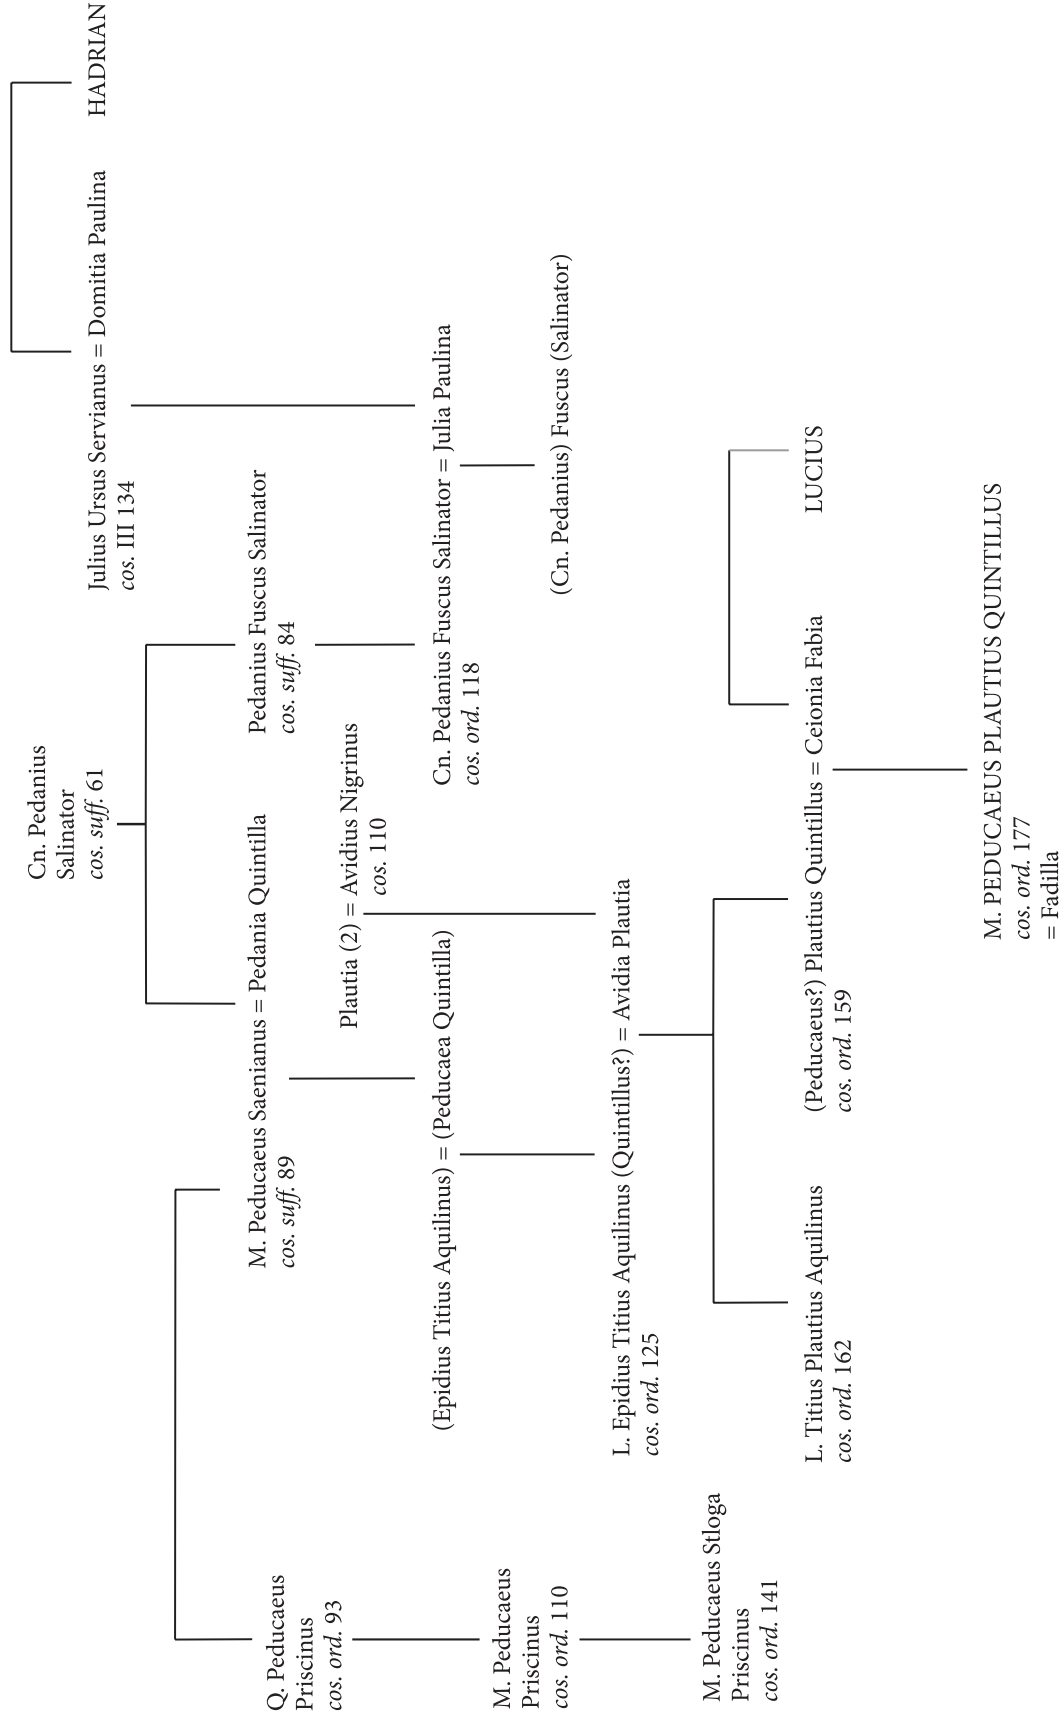 HADRIAN
Julius Ursus Servianus = Domitia Paulina
cos. III 134
Cn. Pedanius
Salinator
cos. suff. 61
Pedanius Fuscus Salinator
cos. suff. 84
M. Peducaeus Saenianus = Pedania Quintilla
cos. suff. 89
Q. Peducaeus
Priscinus
cos. ord. 93
Plautia (2) = Avidius Nigrinus
cos. 110
Cn. Pedanius Fuscus Salinator = Julia Paulina
cos. ord. 118
(Epidius Titius Aquilinus) = (Peducaea Quintilla)
M. Peducaeus
Priscinus
cos. ord. 110
(Cn. Pedanius) Fuscus (Salinator)
L. Epidius Titius Aquilinus (Quintillus?) = Avidia Plautia
cos. ord. 125
M. Peducaeus Stloga
Priscinus
cos. ord. 141
L. Titius Plautius Aquilinus
cos. ord. 162
(Peducaeus?) Plautius Quintillus = Ceionia Fabia
cos. ord. 159
LUCIUS
M. PEDUCAEUS PLAUTIUS QUINTILLUS
cos. ord. 177
= Fadilla